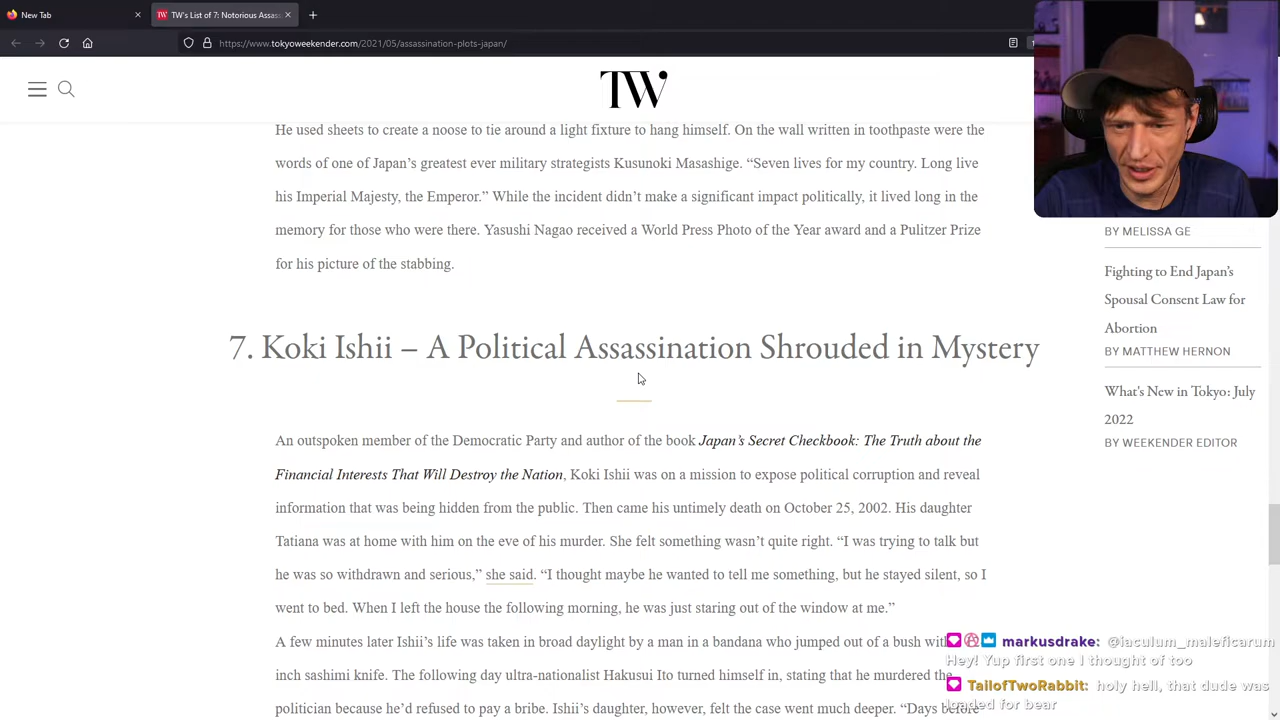 New Tab
TW's List of 7: Notorious Assas
https://www.tokyoweekender.com/2021/05/assassination-plots-japan/
TW
He used sheets to create a noose to tie around a light fixture to hang himself. On the wall written in toothpaste were the
words of one of Japan's greatest ever military strategists Kusunoki Masashige. “Seven lives for my country. Long live
his Imperial Majesty, the Emperor.” While the incident didn’t make a significant impact politically, it lived long in the
memory for those who were there. Yasushi Nagao received a World Press Photo of the Year award and a Pulitzer Prize
for his picture of the stabbing.
7. Koki Ishii – A Political Assassination Shrouded in Mystery
An outspoken member of the Democratic Party and author of the book Japan’s Secret Checkbook: The Truth about the
Financial Interests That Will Destroy the Nation, Koki Ishii was on a mission to expose political corruption and reveal
information that was being hidden from the public. Then came his untimely death on October 25, 2002. His daughter
Tatiana was at home with him on the eve of his murder. She felt something wasn’t quite right. “I was trying to talk but
he was so withdrawn and serious,” she said. “I thought maybe he wanted to tell me something, but he stayed silent, so I
went to bed. When I left the house the following morning, he was just staring out of the window at me.”
A few minutes later Ishii’s life was taken in broad daylight by a man in a bandana who jumped out of a bush with
inch sashimi knife. The following day ultra-nationalist Hakusui Ito turned himself in, stating that he murdered the
politician because he’d refused to pay a bribe. Ishii’s daughter, however, felt the case went much deeper. “Days before
BY MELISSA GE
Fighting to End Japan’s
Spousal Consent Law for
Abortion
BY MATTHEW HERNON
What's New in Tokyo: July
2022
BY WEEKENDER EDITOR
markusdrake: @iaculum_maleficarum
Hey! Yup first one I thought of too
TailofTwoRabbit: holy hell, that dude was
loaded for bear